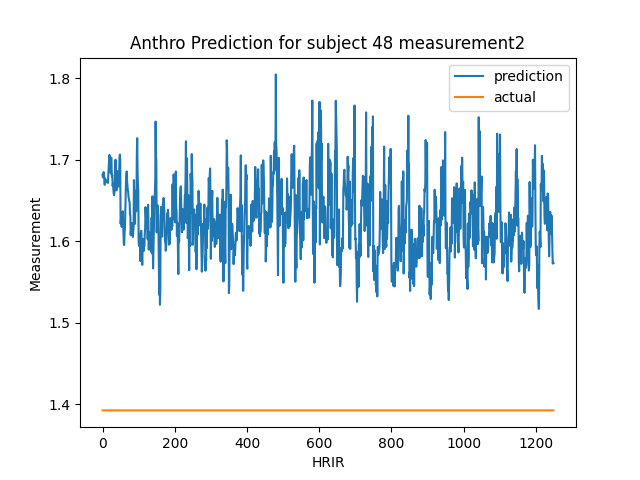 Anthro Prediction for subject 48 measurement2
prediction
actual
1.8
1.7
1.6
1.5
1.4
Measurement
0
200
400
600
800
1000
1200
HRIR